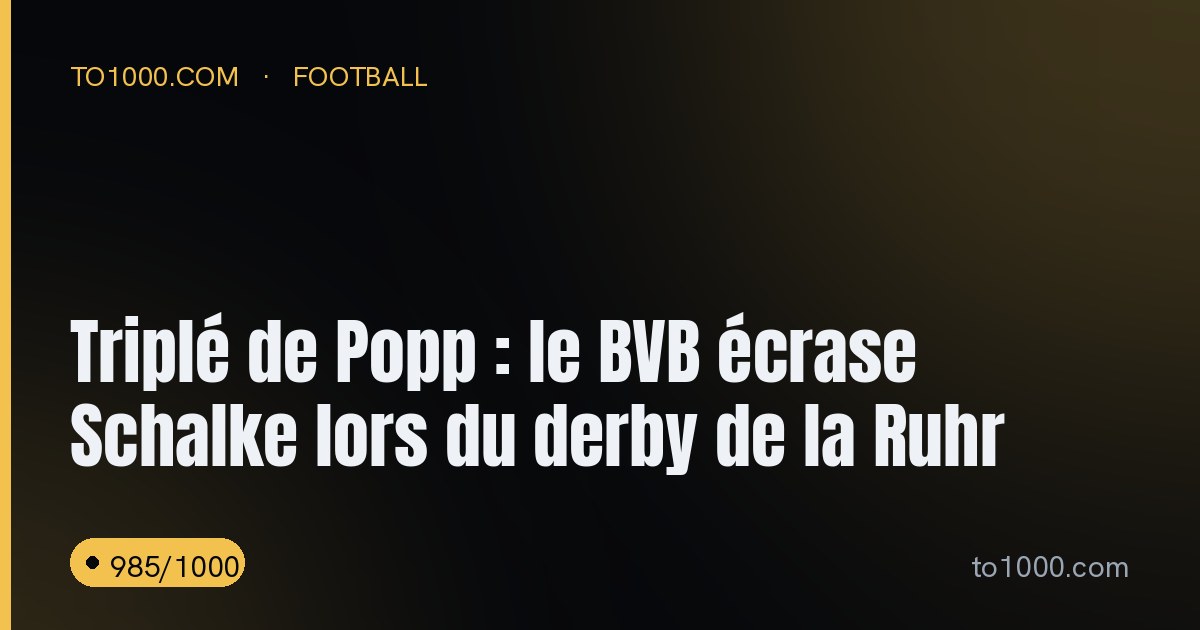 TO1000.COM · FOOTBALL
Triplé de Popp : le BVB écrase
Schalke lors du derby de la Ruhr
985/1000
to1000.com